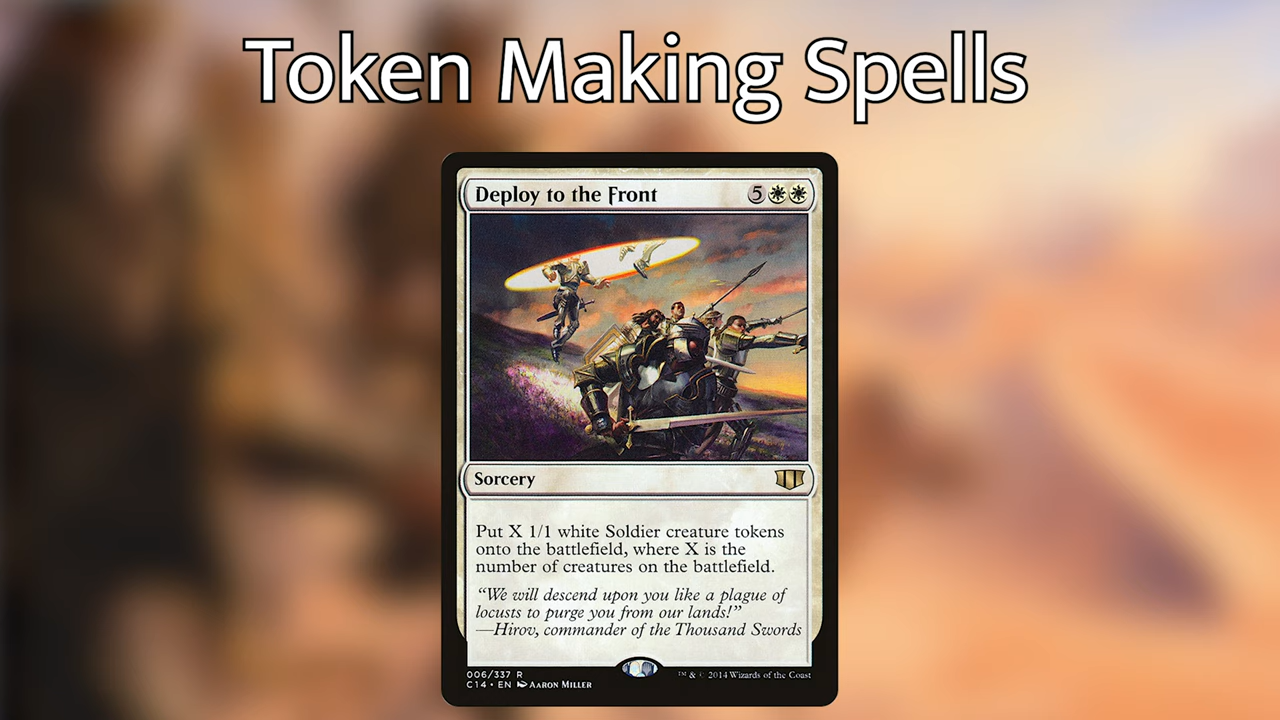 Token Making Spells
Deploy to the Front 5
Sorcery
Put X 1/1 white Soldier creature tokens
onto the battlefield, where X is the
number of creatures on the battlefield.
“We will descend upon you like a plague of
locusts to purge you from our lands!”
—Hirov, commander of the Thousand Swords
006/337 R
C14 • EN Aaron Miller
™ & © 2014 Wizards of the Coast